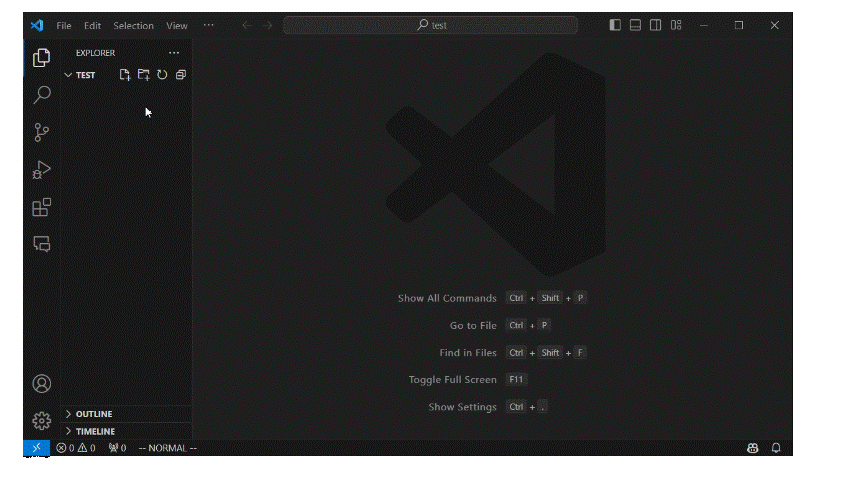 File Edit Selection View ··· test
EXPLORER ···
TEST
Show All Commands Ctrl + Shift + P
Go to File Ctrl + P
Find in Files Ctrl + Shift + F
Toggle Full Screen F11
Show Settings Ctrl + .
OUTLINE
TIMELINE
0 0 0 -- NORMAL --